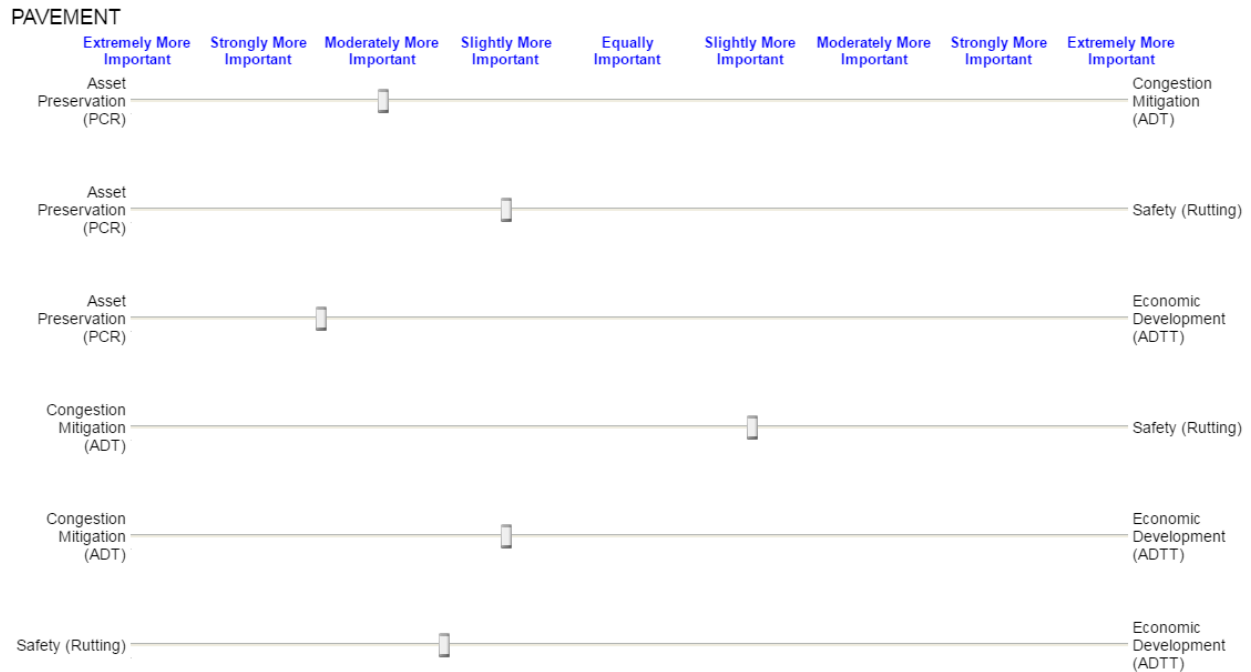 PAVEMENT
Extremely More Strongly More Moderately More Slightly More Equally Slightly More Moderately More Strongly More Extremely More
Important Important Important Important Important Important Important Important Important
Asset
Preservation
(PCR)
Congestion
Mitigation
(ADT)
Asset
Preservation
(PCR)
Safety (Rutting)
Asset
Preservation
(PCR)
Economic
Development
(ADTT)
Congestion
Mitigation
(ADT)
Safety (Rutting)
Congestion
Mitigation
(ADT)
Economic
Development
(ADTT)
Safety (Rutting)
Economic
Development
(ADTT)